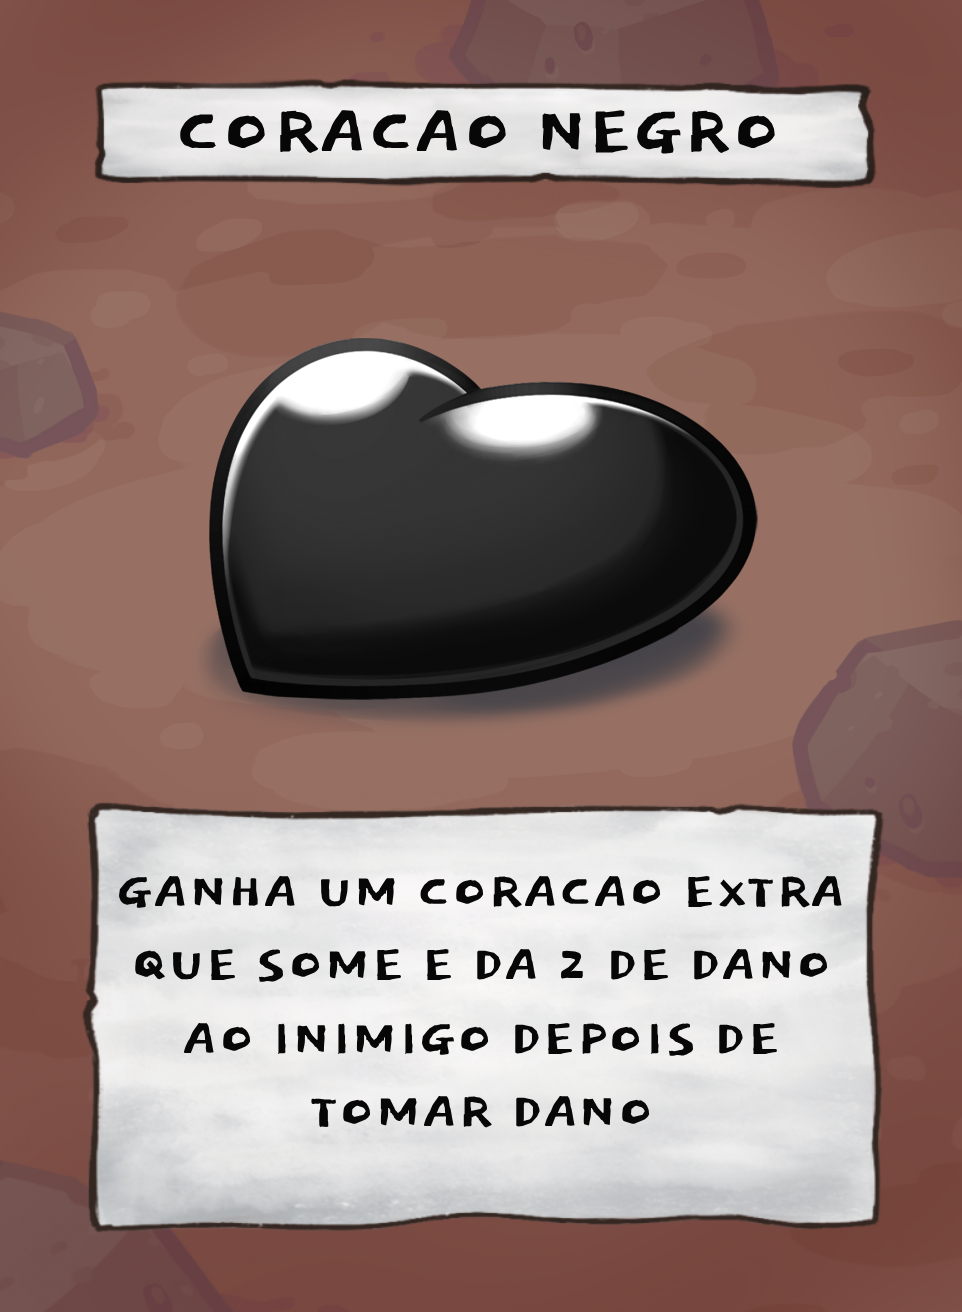 CORACAO NEGRO
GANHA UM CORACAO EXTRA
QUE SOME E DA 2 DE DANO
AO INIMIGO DEPOIS DE
TOMAR DANO